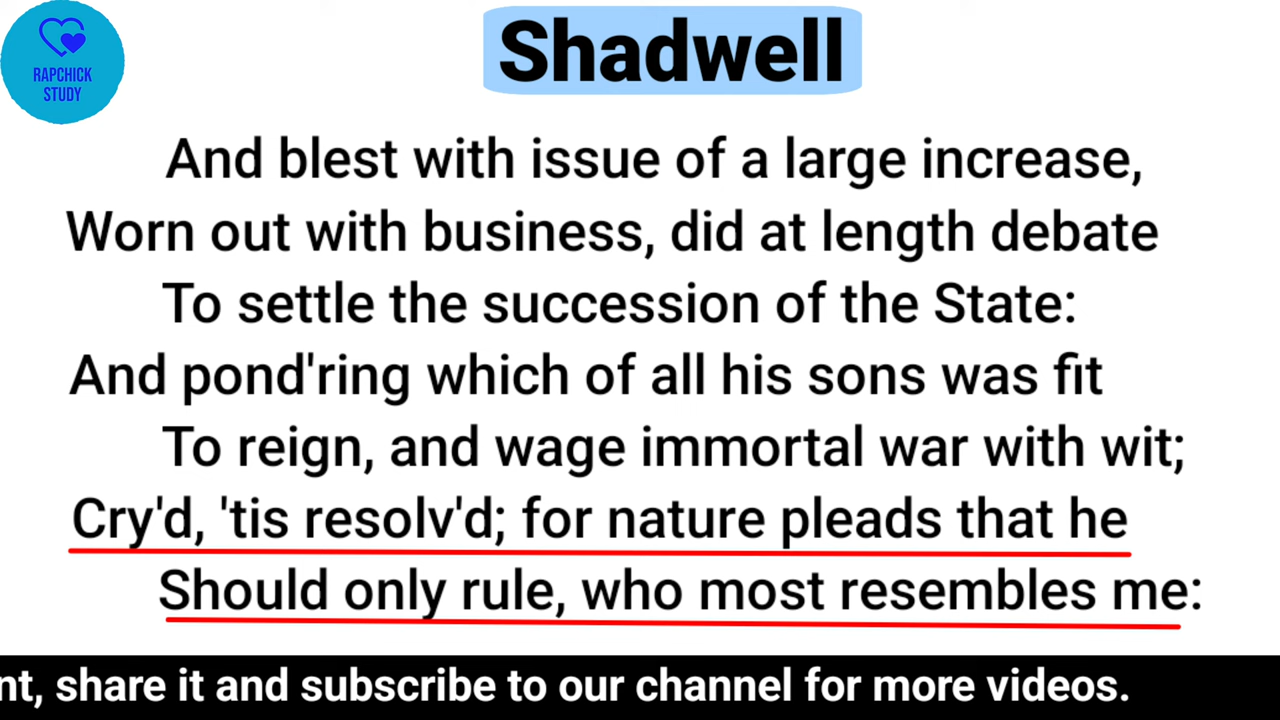 RAPCHICK
STUDY
Shadwell
And blest with issue of a large increase,
Worn out with business, did at length debate
To settle the succession of the State:
And pond'ring which of all his sons was fit
To reign, and wage immortal war with wit;
Cry'd, 'tis resolv'd; for nature pleads that he
Should only rule, who most resembles me:
nt, share it and subscribe to our channel for more videos.